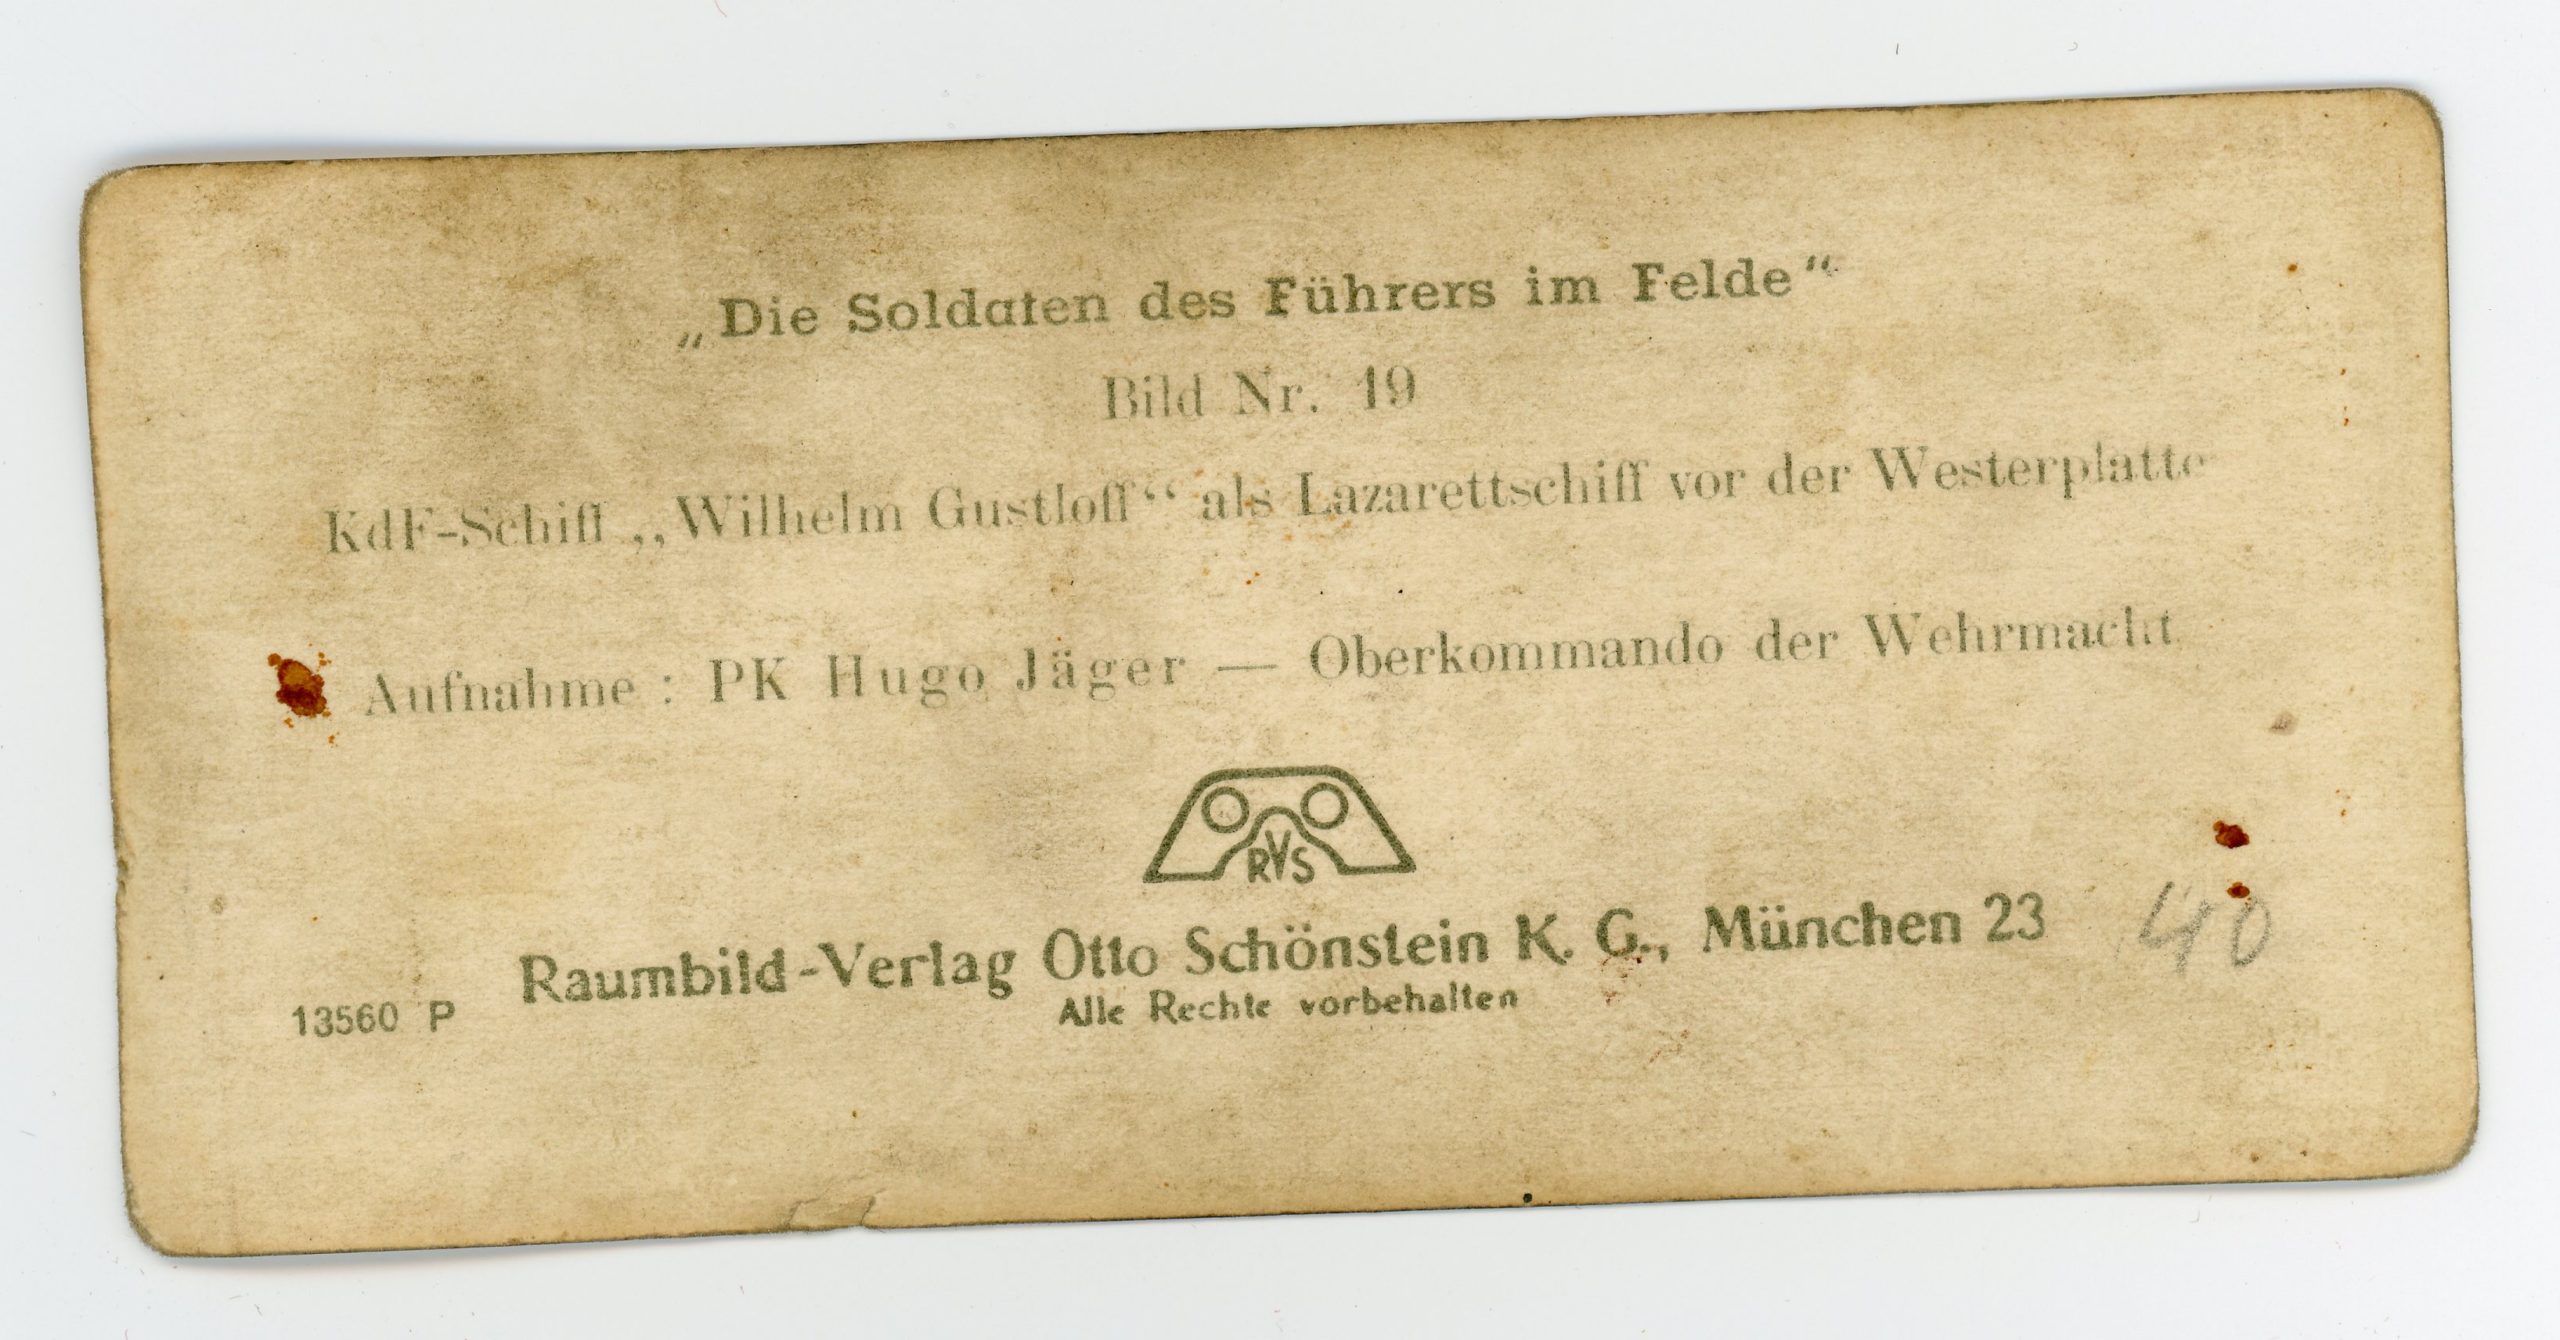 „Die Soldaten des Führers im Felde“
Bild Nr. 19
KdF-Schiff „Wilhelm Gustloff“ als Lazarettschiff vor der Westerplatte
Aufnahme: PK Hugo Jäger — Oberkommando der Wehrmacht
RVS
Raumbild-Verlag Otto Schönstein K. G., München 23
40
13560 P
Alle Rechte vorbehalten